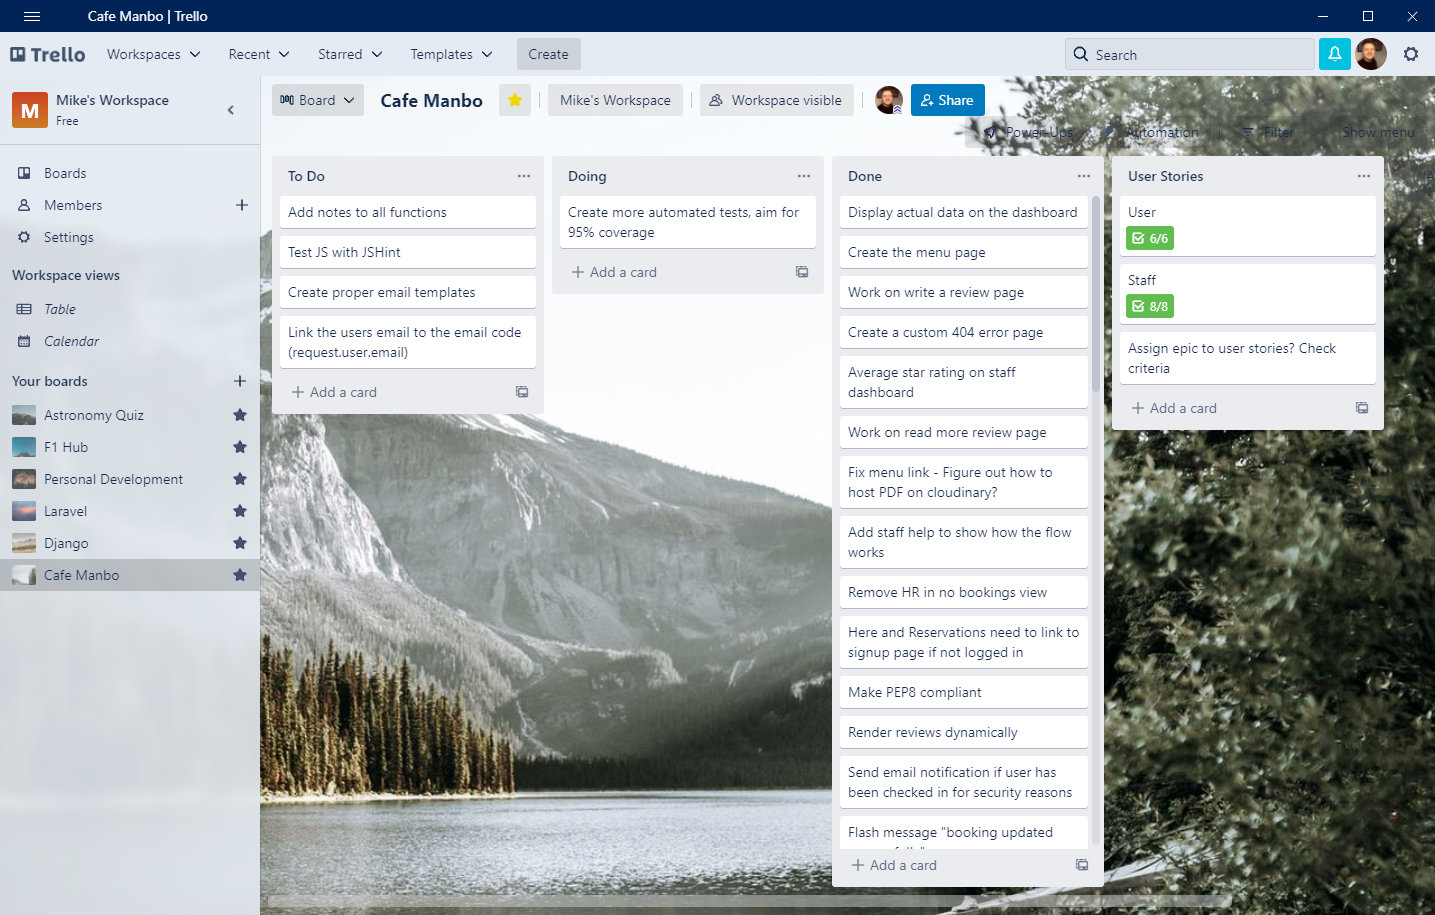 Cafe Manbo | Trello
Trello
Workspaces
Recent
Starred
Templates
Create
Search
M
Mike's Workspace
Free
Board
Cafe Manbo
Mike's Workspace
Workspace visible
Share
Power-Ups
Automation
Filter
Show menu
Boards
Members
Settings
Workspace views
Table
Calendar
Your boards
Astronomy Quiz
F1 Hub
Personal Development
Laravel
Django
Cafe Manbo
To Do
Add notes to all functions
Test JS with JSHint
Create proper email templates
Link the users email to the email code
(request.user.email)
Add a card
Doing
Create more automated tests, aim for
95% coverage
Add a card
Done
Display actual data on the dashboard
Create the menu page
Work on write a review page
Create a custom 404 error page
Average star rating on staff
dashboard
Work on read more review page
Fix menu link - Figure out how to
host PDF on cloudinary?
Add staff help to show how the flow
works
Remove HR in no bookings view
Here and Reservations need to link to
signup page if not logged in
Make PEP8 compliant
Render reviews dynamically
Send email notification if user has
been checked in for security reasons
Flash message "booking updated
Add a card
User Stories
User
6/6
Staff
8/8
Assign epic to user stories? Check
criteria
Add a card